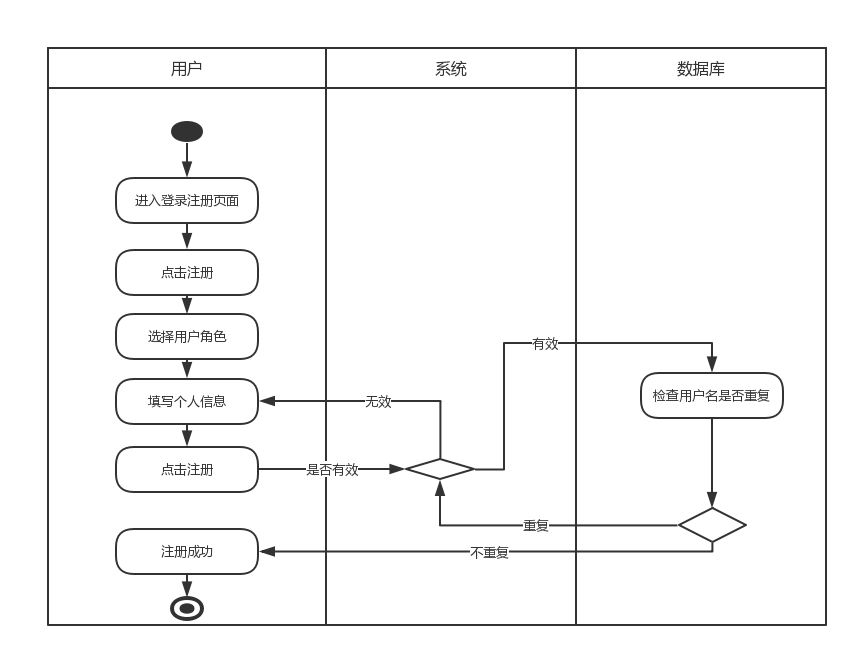 用户
系统
数据库
进入登录注册页面
点击注册
选择用户角色
有效
检查用户名是否重复
填写个人信息
无效
点击注册
是否有效
重复
注册成功
不重复